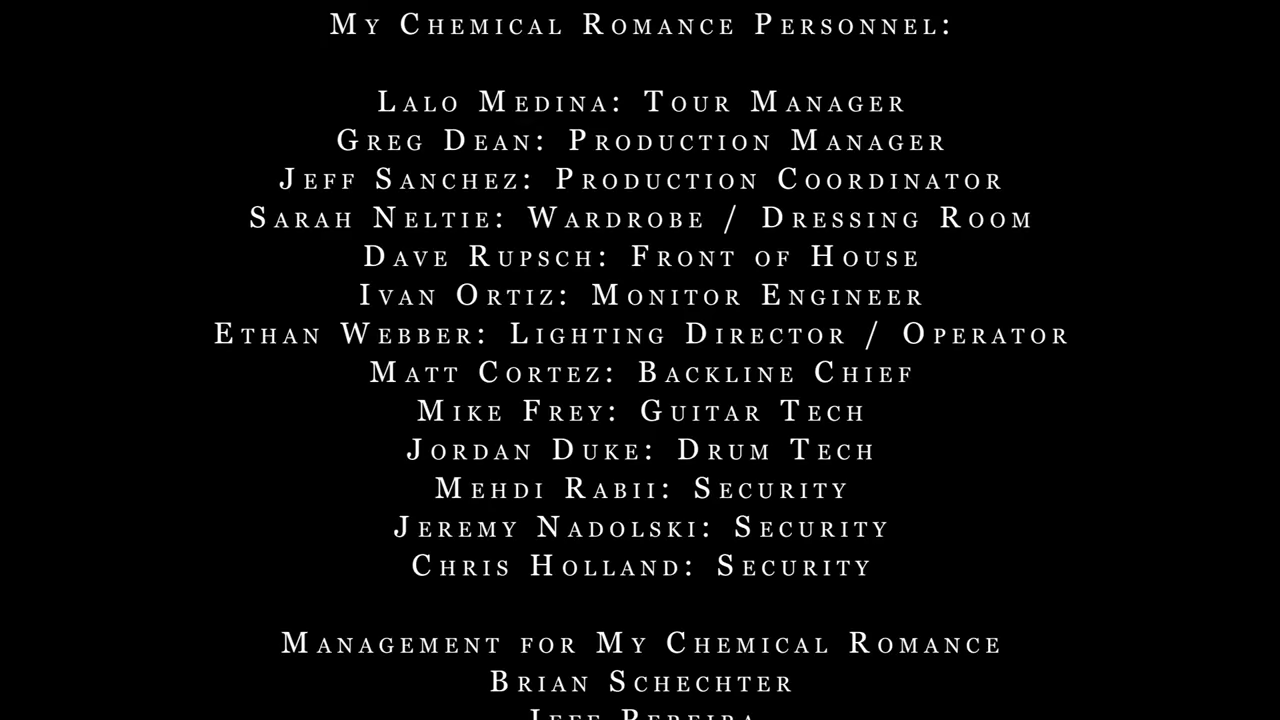 My Chemical Romance Personnel:
Lalo Medina: Tour Manager
Greg Dean: Production Manager
Jeff Sanchez: Production Coordinator
Sarah Neltie: Wardrobe / Dressing Room
Dave Rupsch: Front of House
Ivan Ortiz: Monitor Engineer
Ethan Webber: Lighting Director / Operator
Matt Cortez: Backline Chief
Mike Frey: Guitar Tech
Jordan Duke: Drum Tech
Mehdi Rabii: Security
Jeremy Nadolski: Security
Chris Holland: Security
Management for My Chemical Romance
Brian Schechter
Jeff Pereira